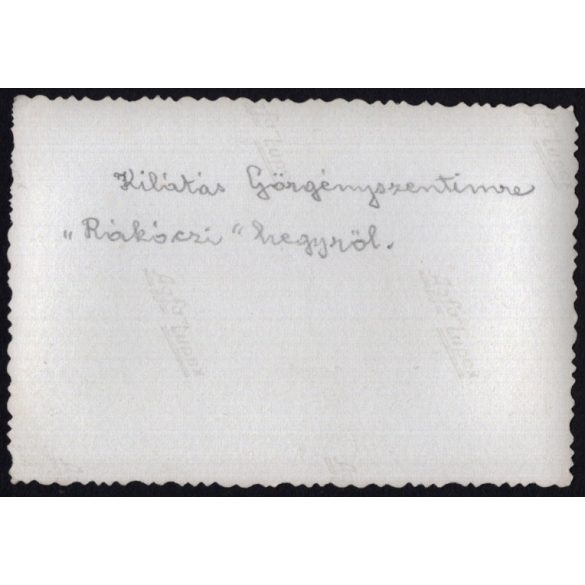 Kilátás Görgényszentimre
„Rákóczi" hegyről.